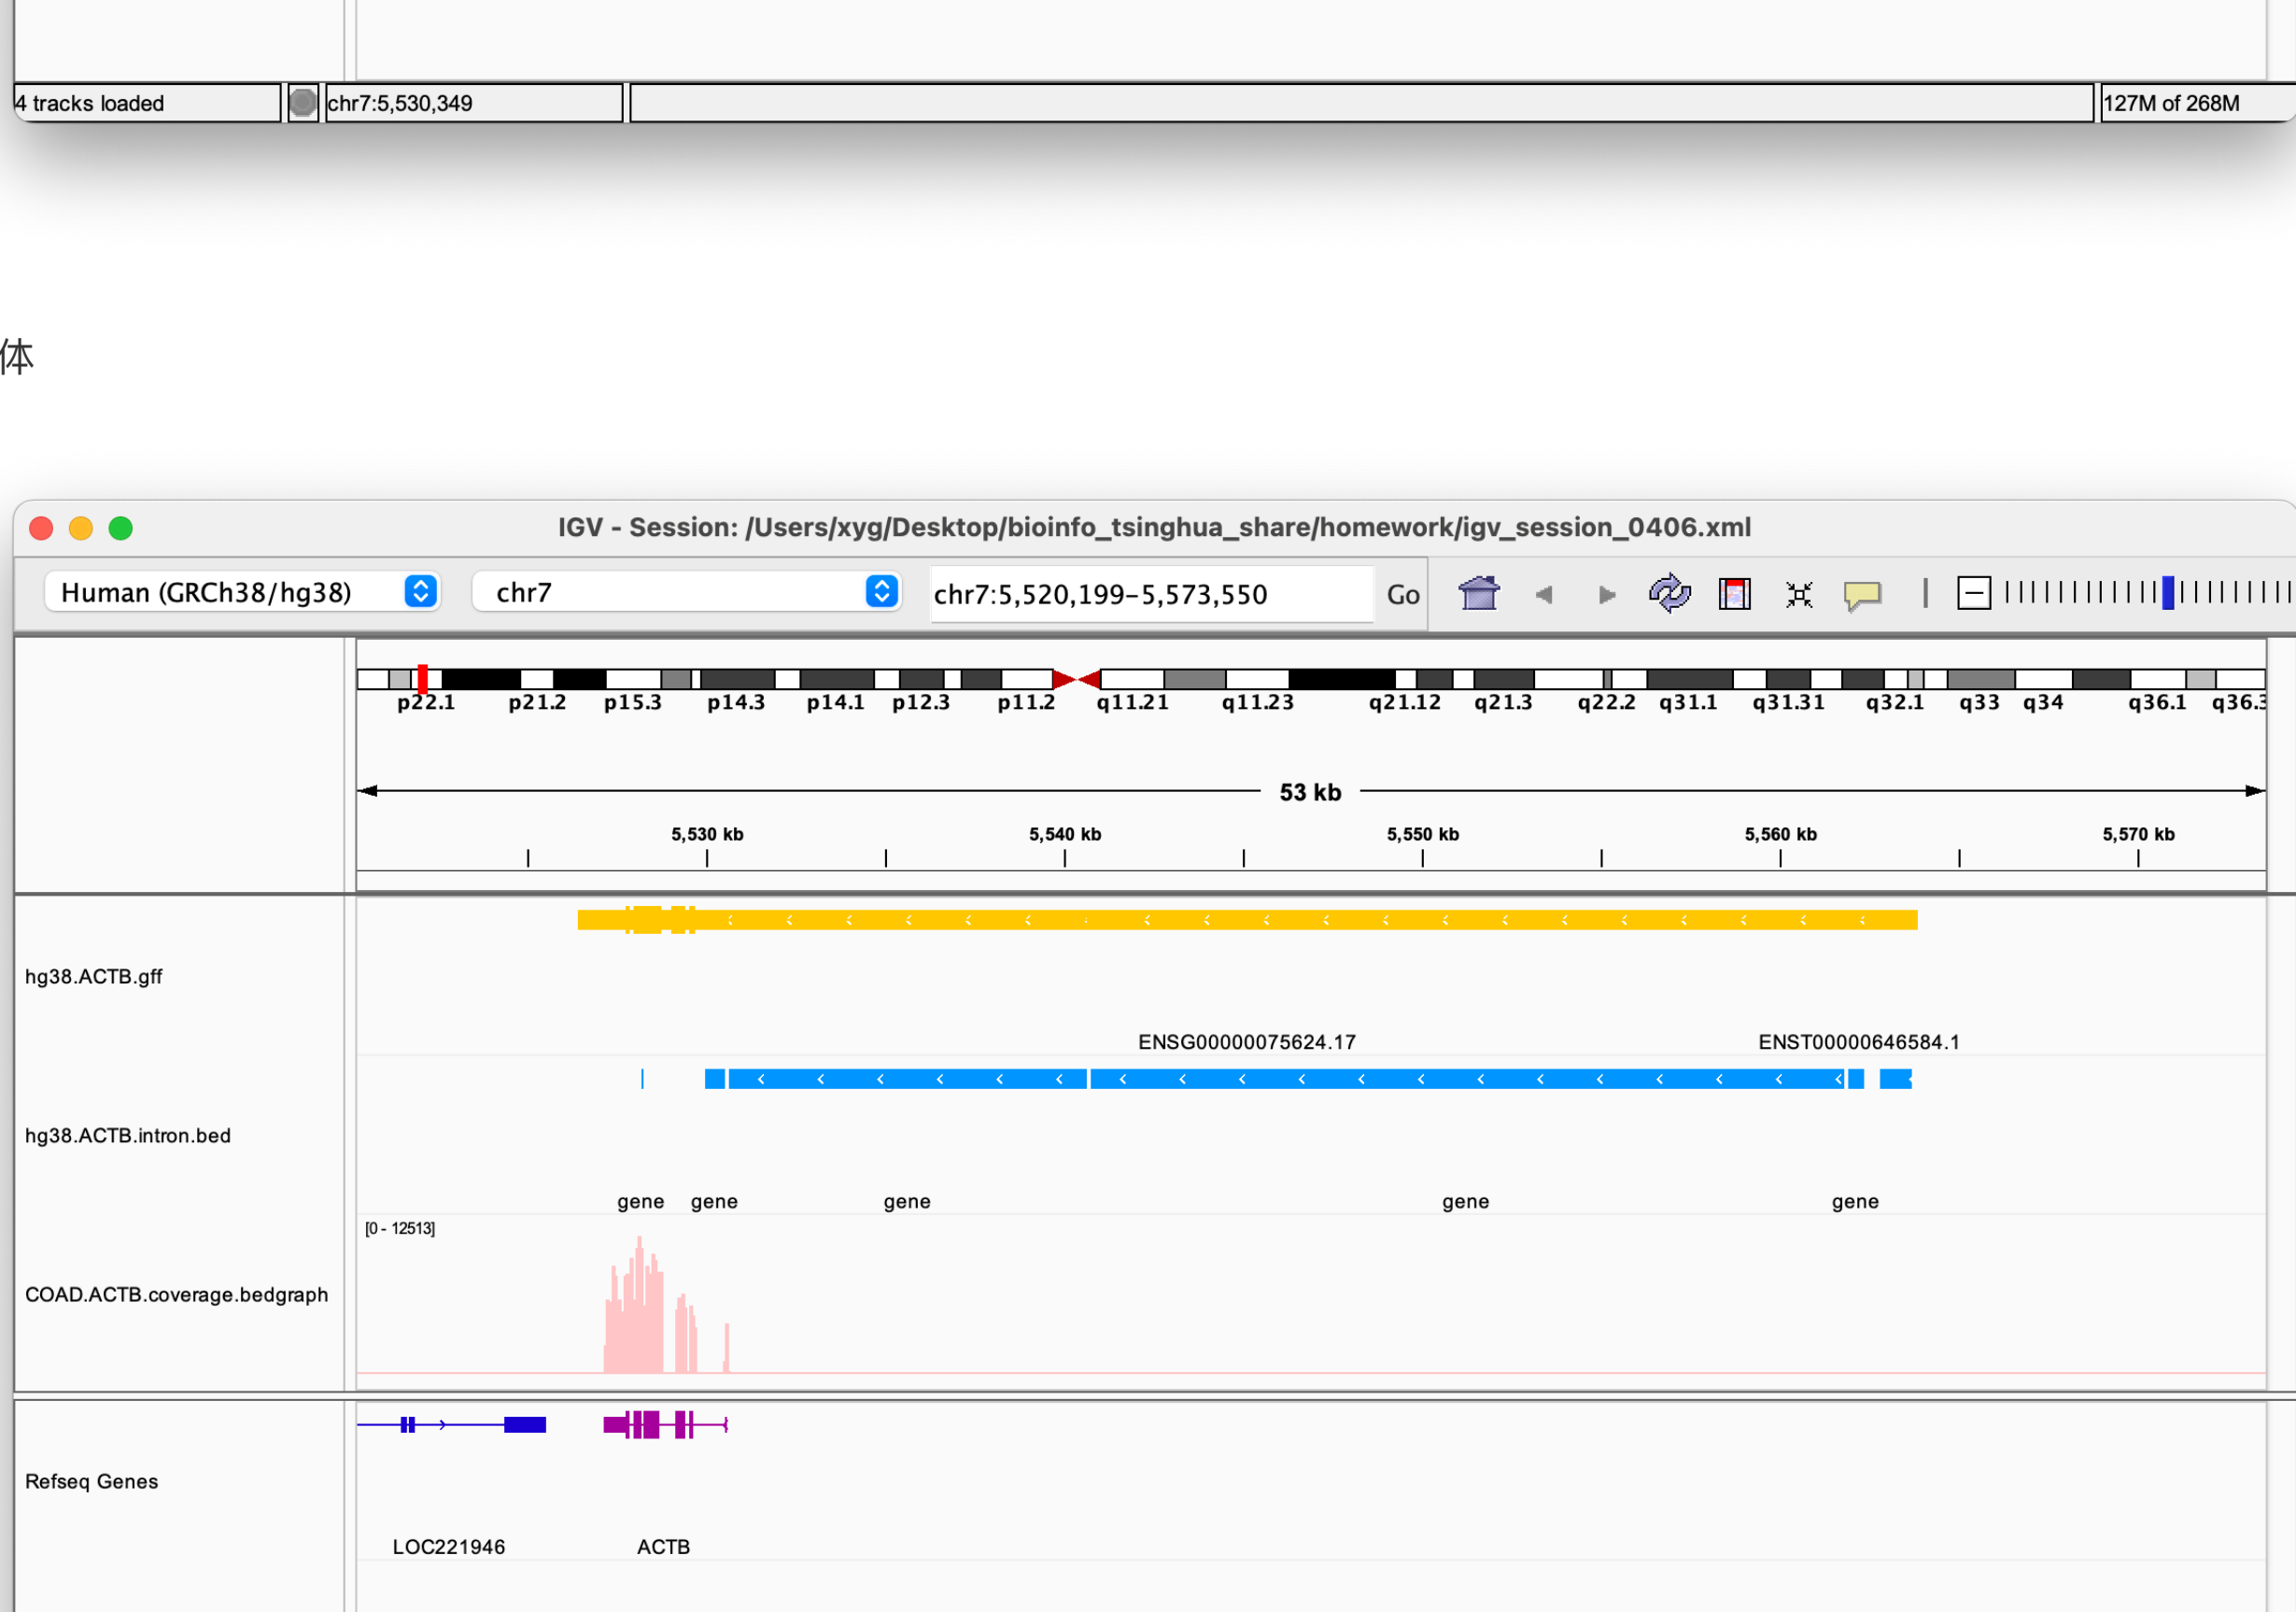 4 tracks loaded chr7:5,530,349 127M of 268M
体
IGV - Session: /Users/xyg/Desktop/bioinfo_tsinghua_share/homework/igv_session_0406.xml
Human (GRCh38/hg38) chr7 chr7:5,520,199-5,573,550 Go
p22.1 p21.2 p15.3 p14.3 p14.1 p12.3 p11.2 q11.21 q11.23 q21.12 q21.3 q22.2 q31.1 q31.31 q32.1 q33 q34 q36.1 q36.3
53 kb
5,530 kb 5,540 kb 5,550 kb 5,560 kb 5,570 kb
hg38.ACTB.gff
ENSG00000075624.17 ENST00000646584.1
hg38.ACTB.intron.bed
gene gene gene gene gene
[0 - 12513]
COAD.ACTB.coverage.bedgraph
Refseq Genes
LOC221946 ACTB